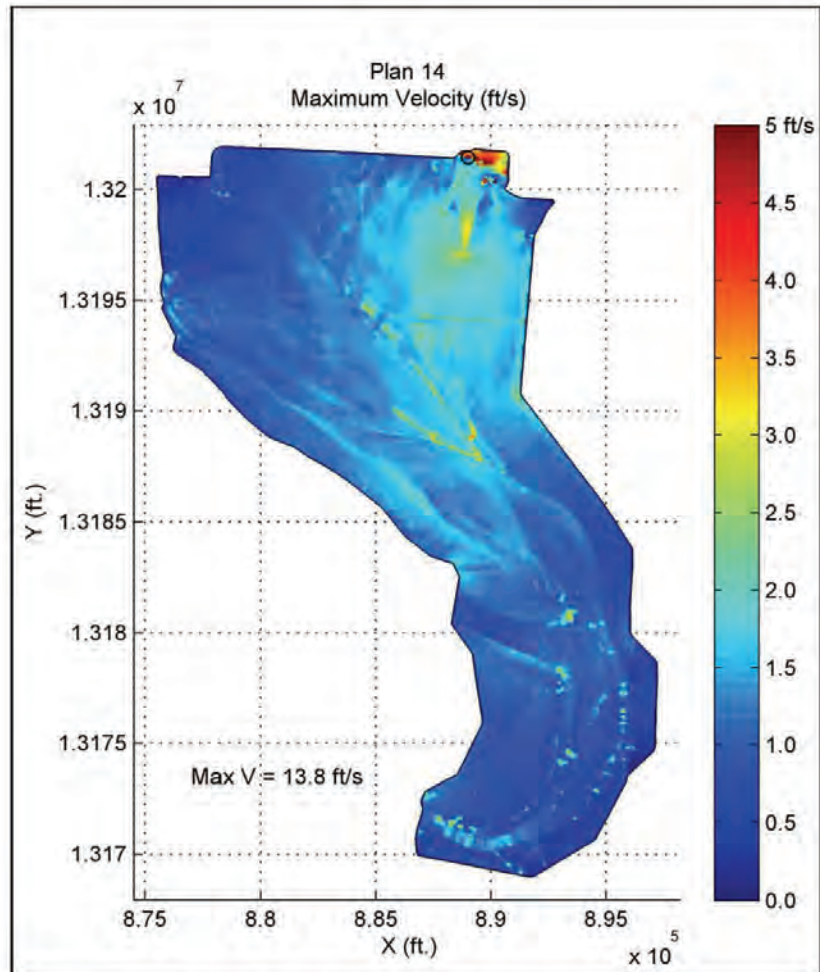 Plan 14
x 10^7
Maximum Velocity (ft/s)
5 ft/s
4.5
4.0
3.5
3.0
2.5
2.0
1.5
1.0
0.5
0.0
1.32
1.3195
1.319
1.3185
1.318
1.3175
1.317
Y (ft.)
Max V = 13.8 ft/s
8.75
8.8
8.85
8.9
8.95
X (ft.)
x 10^5